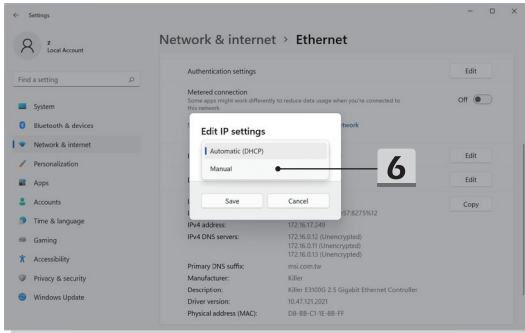 Settings
z
Local Account
Find a setting
System
Bluetooth & devices
Network & internet
Personalization
Apps
Accounts
Time & language
Gaming
Accessibility
Privacy & security
Windows Update
Network & internet > Ethernet
Authentication settings
Edit
Metered connection
Some apps might work differently to reduce data usage when you're connected to
this network.
Off
twork
Edit IP settings
Automatic (DHCP)
Manual
6
Save
Cancel
Edit
Edit
Copy
57:8275%12
IPv4 address: 172.16.17.249
IPv4 DNS servers: 172.16.0.12 (Unencrypted)
172.16.0.11 (Unencrypted)
172.16.0.13 (Unencrypted)
Primary DNS suffix: msi.com.tw
Manufacturer: Killer
Description: Killer E3100G 2.5 Gigabit Ethernet Controller
Driver version: 10.47.121.2021
Physical address (MAC): D8-BB-C1-1E-8B-FF